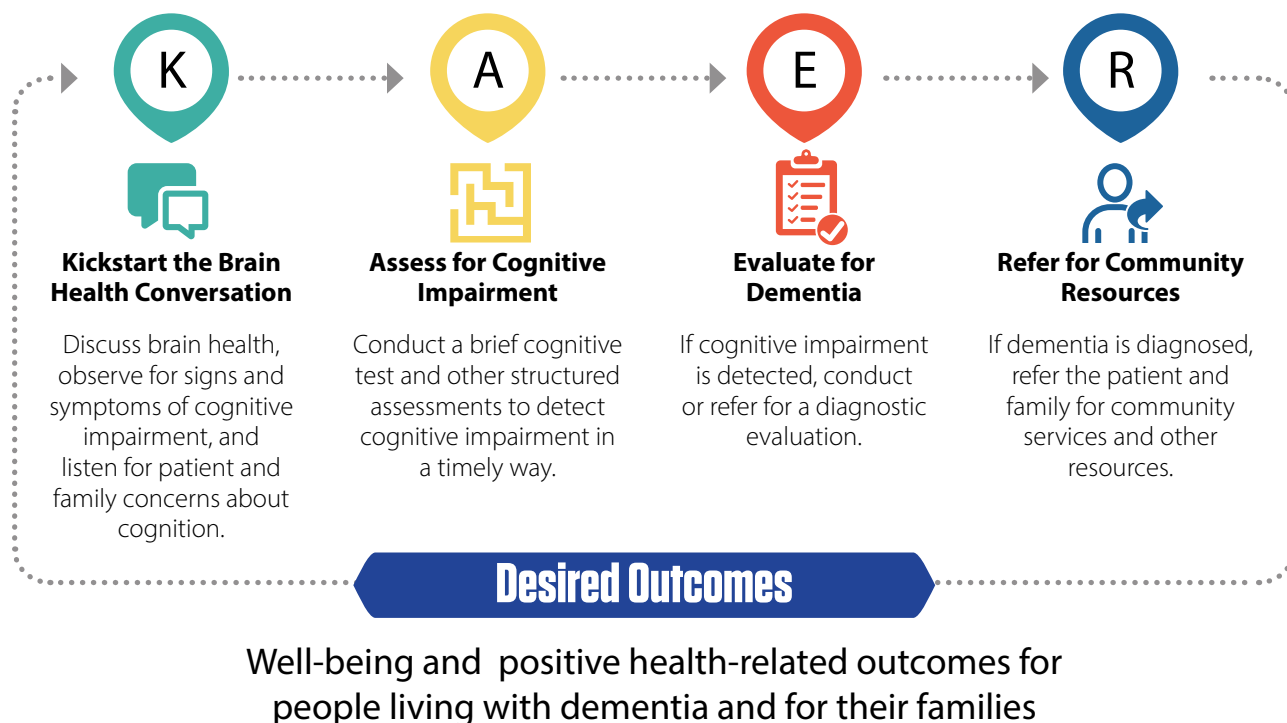 K
A
E
R
Kickstart the Brain
Health Conversation
Discuss brain health,
observe for signs and
symptoms of cognitive
impairment, and
listen for patient and
family concerns about
cognition.
Assess for Cognitive
Impairment
Conduct a brief cognitive
test and other structured
assessments to detect
cognitive impairment in
a timely way.
Evaluate for
Dementia
If cognitive impairment
is detected, conduct
or refer for a diagnostic
evaluation.
Refer for Community
Resources
If dementia is diagnosed,
refer the patient and
family for community
services and other
resources.
Desired Outcomes
Well-being and positive health-related outcomes for
people living with dementia and for their families